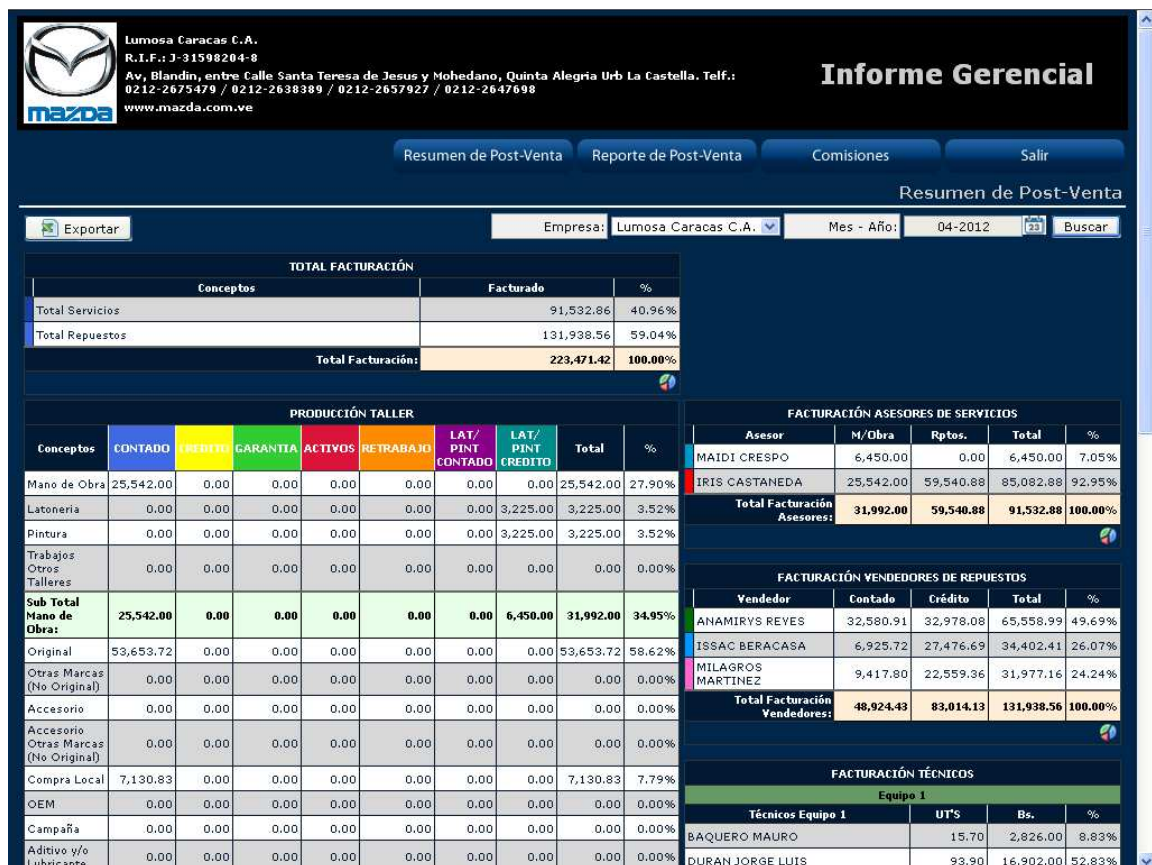 Lumosa Caracas C.A.
R.I.F.: J-31598204-8
Av, Blandin, entre Calle Santa Teresa de Jesus y Mohedano, Quinta Alegria Urb La Castella. Telf.:
0212-2675479 / 0212-2638389 / 0212-2657927 / 0212-2647698
www.mazda.com.ve
mazda
Informe Gerencial
Resumen de Post-Venta Reporte de Post-Venta Comisiones Salir
Resumen de Post-Venta
Exportar Empresa: Lumosa Caracas C.A. Mes - Año: 04-2012 23 Buscar
TOTAL FACTURACIÓN
Conceptos Facturado %
Total Servicios 91,532.86 40.96%
Total Repuestos 131,938.56 59.04%
Total Facturación: 223,471.42 100.00%
PRODUCCIÓN TALLER
Conceptos CONTADO CREDITO GARANTIA ACTIVOS RETRABAJO LAT/ PINT CONTADO LAT/ PINT CREDITO Total %
Mano de Obra 25,542.00 0.00 0.00 0.00 0.00 0.00 0.00 25,542.00 27.90%
Latoneria 0.00 0.00 0.00 0.00 0.00 0.00 3,225.00 3,225.00 3.52%
Pintura 0.00 0.00 0.00 0.00 0.00 0.00 3,225.00 3,225.00 3.52%
Trabajos Otros Talleres 0.00 0.00 0.00 0.00 0.00 0.00 0.00 0.00 0.00%
Sub Total Mano de Obra: 25,542.00 0.00 0.00 0.00 0.00 0.00 6,450.00 31,992.00 34.95%
Original 53,653.72 0.00 0.00 0.00 0.00 0.00 0.00 53,653.72 58.62%
Otras Marcas (No Original) 0.00 0.00 0.00 0.00 0.00 0.00 0.00 0.00 0.00%
Accesorio 0.00 0.00 0.00 0.00 0.00 0.00 0.00 0.00 0.00%
Accesorio Otras Marcas (No Original) 0.00 0.00 0.00 0.00 0.00 0.00 0.00 0.00 0.00%
Compra Local 7,130.83 0.00 0.00 0.00 0.00 0.00 0.00 7,130.83 7.79%
OEM 0.00 0.00 0.00 0.00 0.00 0.00 0.00 0.00 0.00%
Campaña 0.00 0.00 0.00 0.00 0.00 0.00 0.00 0.00 0.00%
Aditivo y/o Lubricante 0.00 0.00 0.00 0.00 0.00 0.00 0.00 0.00 0.00%
FACTURACIÓN ASESORES DE SERVICIOS
Asesor M/Obra Rptos. Total %
MAIDI CRESPO 6,450.00 0.00 6,450.00 7.05%
IRIS CASTANEDA 25,542.00 59,540.88 85,082.88 92.95%
Total Facturación Asesores: 31,992.00 59,540.88 91,532.88 100.00%
FACTURACIÓN VENDEDORES DE REPUESTOS
Vendedor Contado Crédito Total %
ANAMIRYS REYES 32,580.91 32,978.08 65,558.99 49.69%
ISSAC BERACASA 6,925.72 27,476.69 34,402.41 26.07%
MILAGROS MARTINEZ 9,417.80 22,559.36 31,977.16 24.24%
Total Facturación Vendedores: 48,924.43 83,014.13 131,938.56 100.00%
FACTURACIÓN TÉCNICOS
Equipo 1
Técnicos Equipo 1 UT'S Bs. %
BAQUERO MAURO 15.70 2,826.00 8.83%
DURAN JORGE LUIS 93.90 16,902.00 52.83%